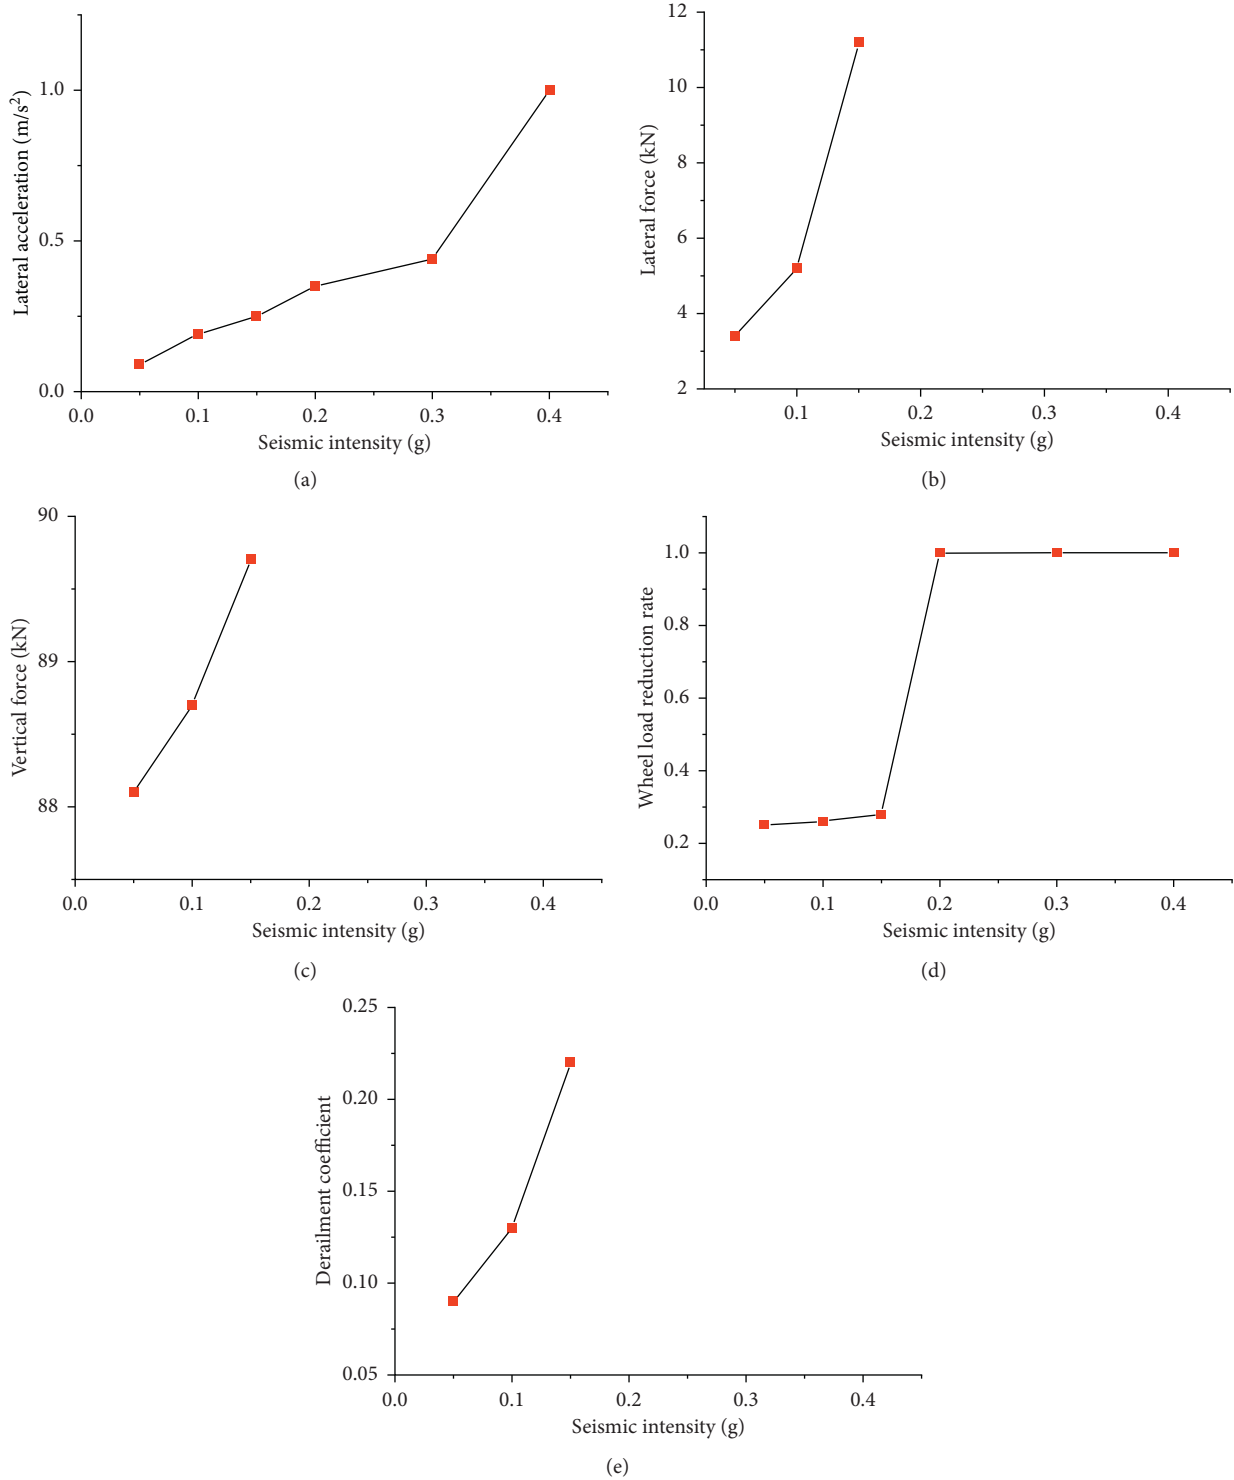 1.0
0.5
0.0
Lateral acceleration (m/s²)
0.0 0.1 0.2 0.3 0.4
Seismic intensity (g)
(a)
12
10
8
6
4
2
Lateral force (kN)
0.1 0.2 0.3 0.4
Seismic intensity (g)
(b)
90
89
88
Vertical force (kN)
0.0 0.1 0.2 0.3 0.4
Seismic intensity (g)
(c)
1.0
0.8
0.6
0.4
0.2
Wheel load reduction rate
0.0 0.1 0.2 0.3 0.4
Seismic intensity (g)
(d)
0.25
0.20
0.15
0.10
0.05
Derailment coefficient
0.0 0.1 0.2 0.3 0.4
Seismic intensity (g)
(e)